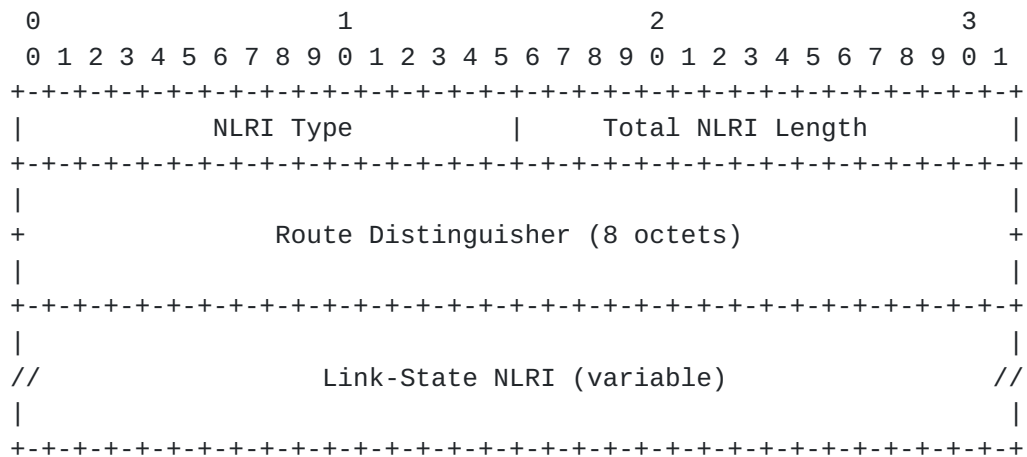 0                   1                   2                   3
 0 1 2 3 4 5 6 7 8 9 0 1 2 3 4 5 6 7 8 9 0 1 2 3 4 5 6 7 8 9 0 1
+-+-+-+-+-+-+-+-+-+-+-+-+-+-+-+-+-+-+-+-+-+-+-+-+-+-+-+-+-+-+-+-+
|            NLRI Type          |     Total NLRI Length         |
+-+-+-+-+-+-+-+-+-+-+-+-+-+-+-+-+-+-+-+-+-+-+-+-+-+-+-+-+-+-+-+-+
|                                                               |
+                Route Distinguisher (8 octets)                 +
|                                                               |
+-+-+-+-+-+-+-+-+-+-+-+-+-+-+-+-+-+-+-+-+-+-+-+-+-+-+-+-+-+-+-+-+
|                                                               |
//                  Link-State NLRI (variable)                 //
|                                                               |
+-+-+-+-+-+-+-+-+-+-+-+-+-+-+-+-+-+-+-+-+-+-+-+-+-+-+-+-+-+-+-+-+